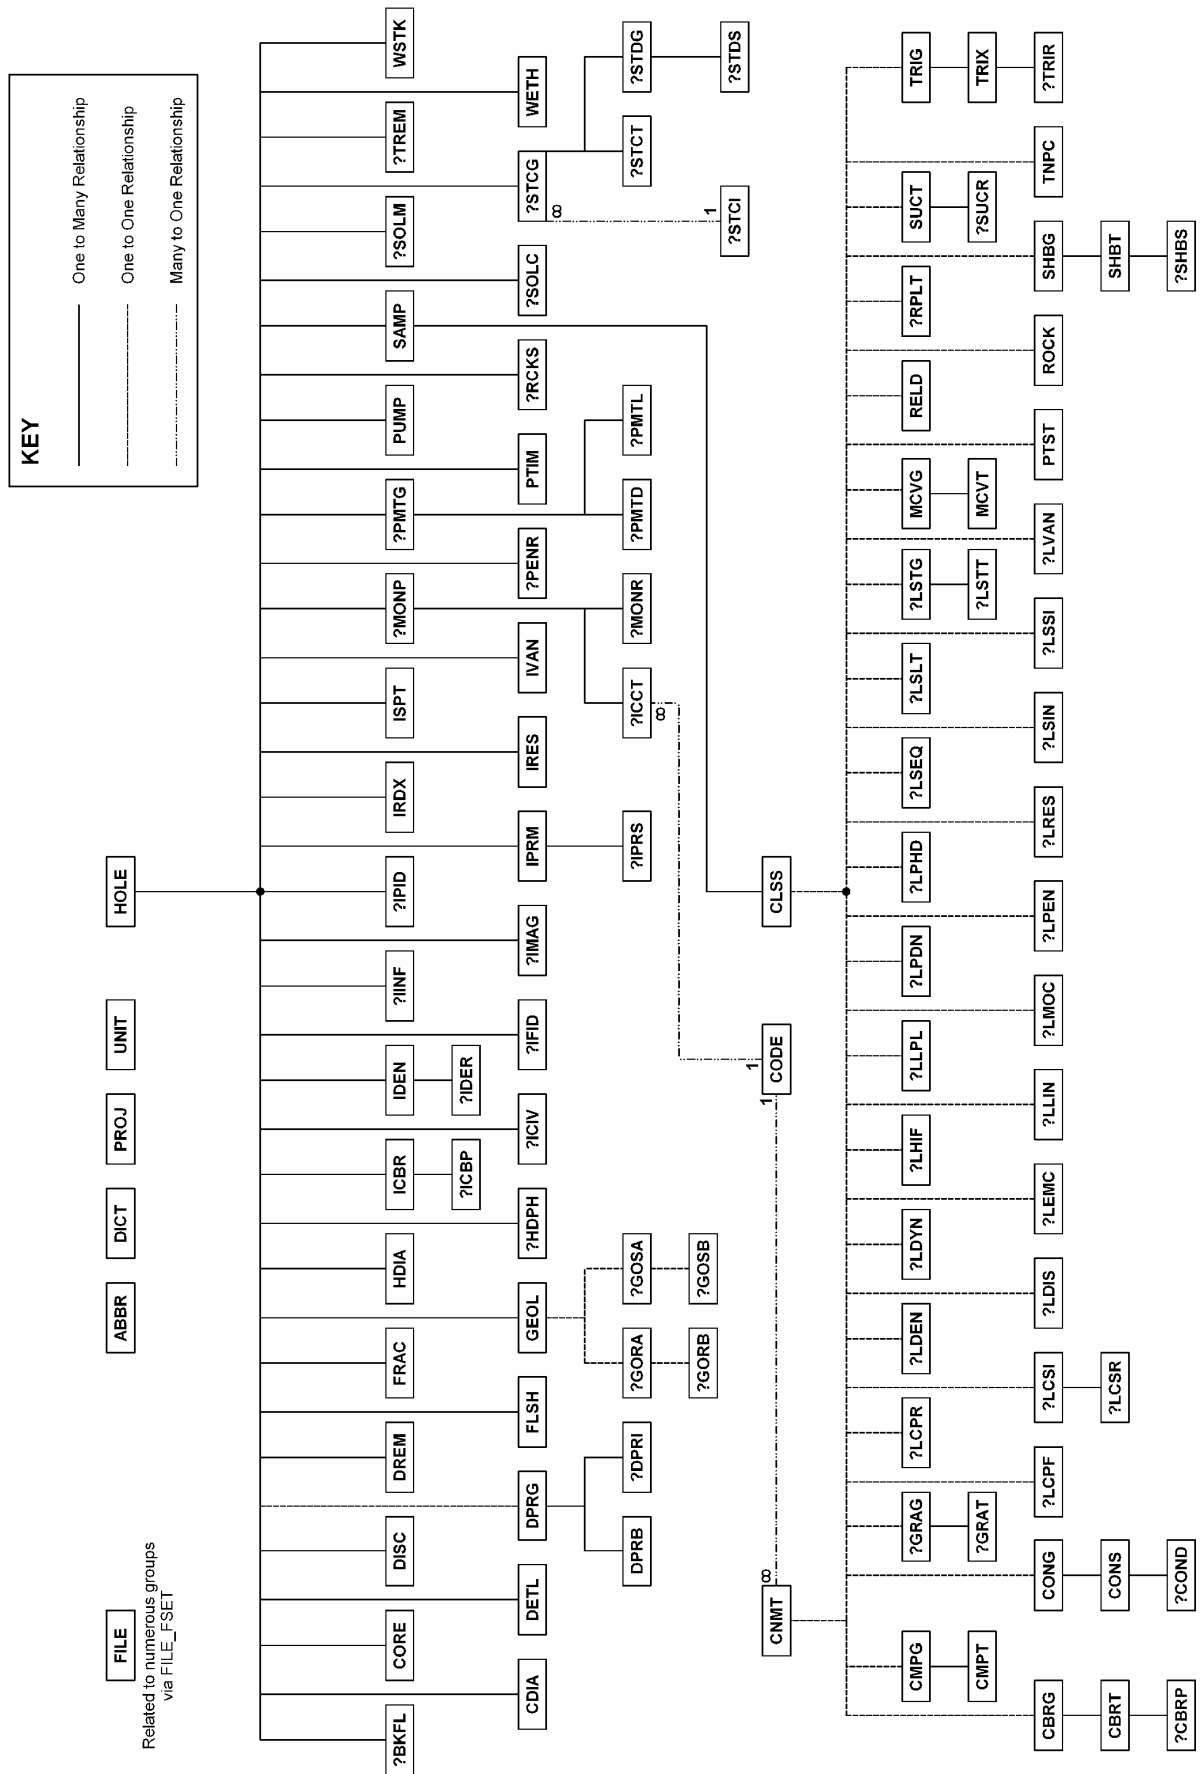 KEY
One to Many Relationship
One to One Relationship
Many to One Relationship
FILE
Related to numerous groups
via FILE_FSET
ABBR
DICT
PROJ
UNIT
HOLE
?BKFL
CORE
DISC
DREM
FRAC
HDIA
ICBR
IDEN
?IINF
?IPID
IRDX
ISPT
?MONP
?PMTG
PUMP
SAMP
?SOLM
?TREM
WSTK
?ICBP
?IDER
CDIA
DETL
DPRG
FLSH
GEOL
?HDPH
?ICIV
?IFID
?IMAG
IPRM
IRES
IVAN
?PENR
PTIM
?RCKS
?SOLC
?STCG
WETH
DPRB
?DPRI
?GORA
?GOSA
?IPRS
?ICCT
?MONR
?PMTD
?PMTL
?STCT
?STDG
?GORB
?GOSB
8
1
?STCI
?STDS
8
CNMT
8
1
1
CODE
CLSS
CMPG
?GRAG
?LCPR
?LDEN
?LDYN
?LHIF
?LLPL
?LPDN
?LPHD
?LSEQ
?LSLT
?LSTG
MCVG
RELD
?RPLT
SUCT
TRIG
CMPT
?GRAT
?LSTT
MCVT
?SUCR
TRIX
CBRG
CONG
?LCPF
?LCSI
?LDIS
?LEMC
?LLIN
?LMOC
?LPEN
?LRES
?LSIN
?LSSI
?LVAN
PTST
ROCK
SHBG
TNPC
?TRIR
CBRT
CONS
?LCSR
SHBT
?CBRP
?COND
?SHBS